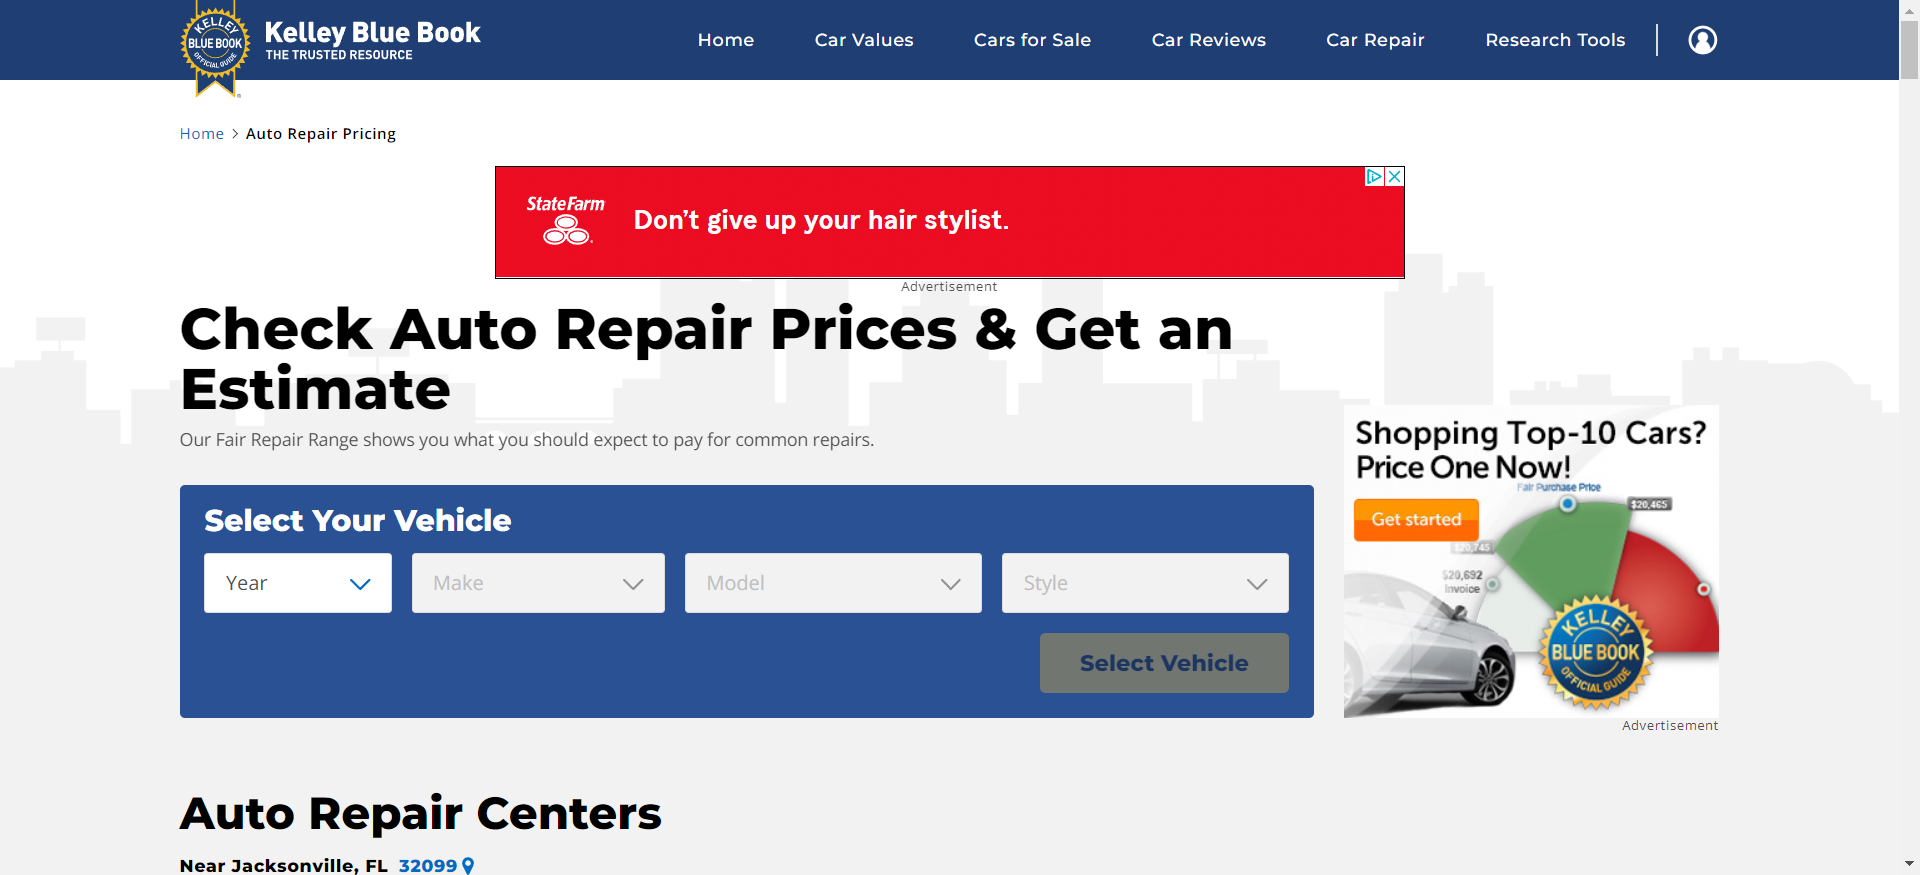 KELLEY
BLUE BOOK
OFFICIAL GUIDE
Kelley Blue Book
THE TRUSTED RESOURCE
Home
Car Values
Cars for Sale
Car Reviews
Car Repair
Research Tools
Home > Auto Repair Pricing
StateFarm
Don't give up your hair stylist.
Advertisement
Check Auto Repair Prices & Get an
Estimate
Our Fair Repair Range shows you what you should expect to pay for common repairs.
Select Your Vehicle
Year
Make
Model
Style
Select Vehicle
Shopping Top-10 Cars?
Price One Now!
Fair Purchase Price
$20,465
Get started
$20,745
$20,692
Invoice
KELLEY
BLUE BOOK
OFFICIAL GUIDE
Advertisement
Auto Repair Centers
Near Jacksonville, FL 32099